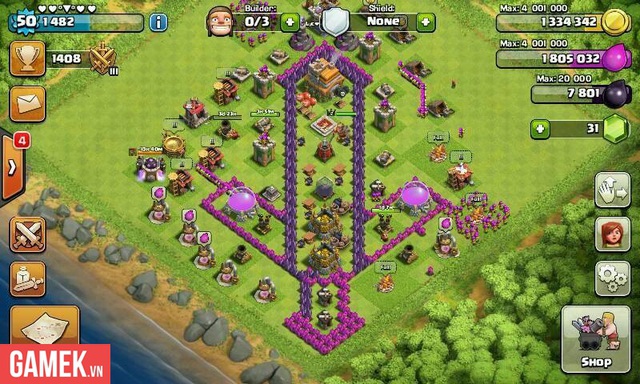 50
1 482
Builder:
0/3
Shield:
None
Max: 4 001 000
1 334 342
1408
III
Max: 4 001 000
1 805 032
Max: 20 000
7 801
31
4
Shop
GAMEK.VN